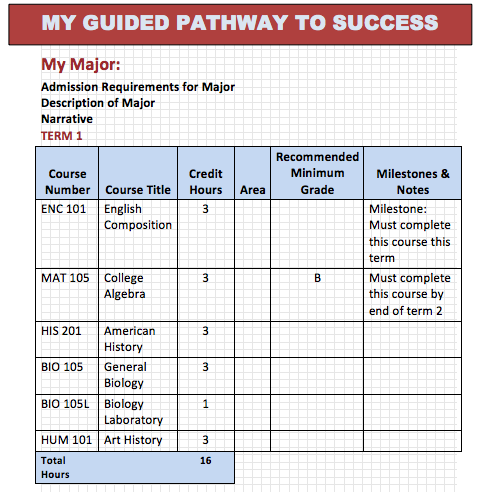 MY GUIDED PATHWAY TO SUCCESS
My Major:
Admission Requirements for Major
Description of Major
Narrative
TERM 1
Course Number Course Title Credit Hours Area Recommended Minimum Grade Milestones & Notes
ENC 101 English Composition 3 Milestone: Must complete this course this term
MAT 105 College Algebra 3 B Must complete this course by end of term 2
HIS 201 American History 3
BIO 105 General Biology 3
BIO 105L Biology Laboratory 1
HUM 101 Art History 3
Total Hours 16